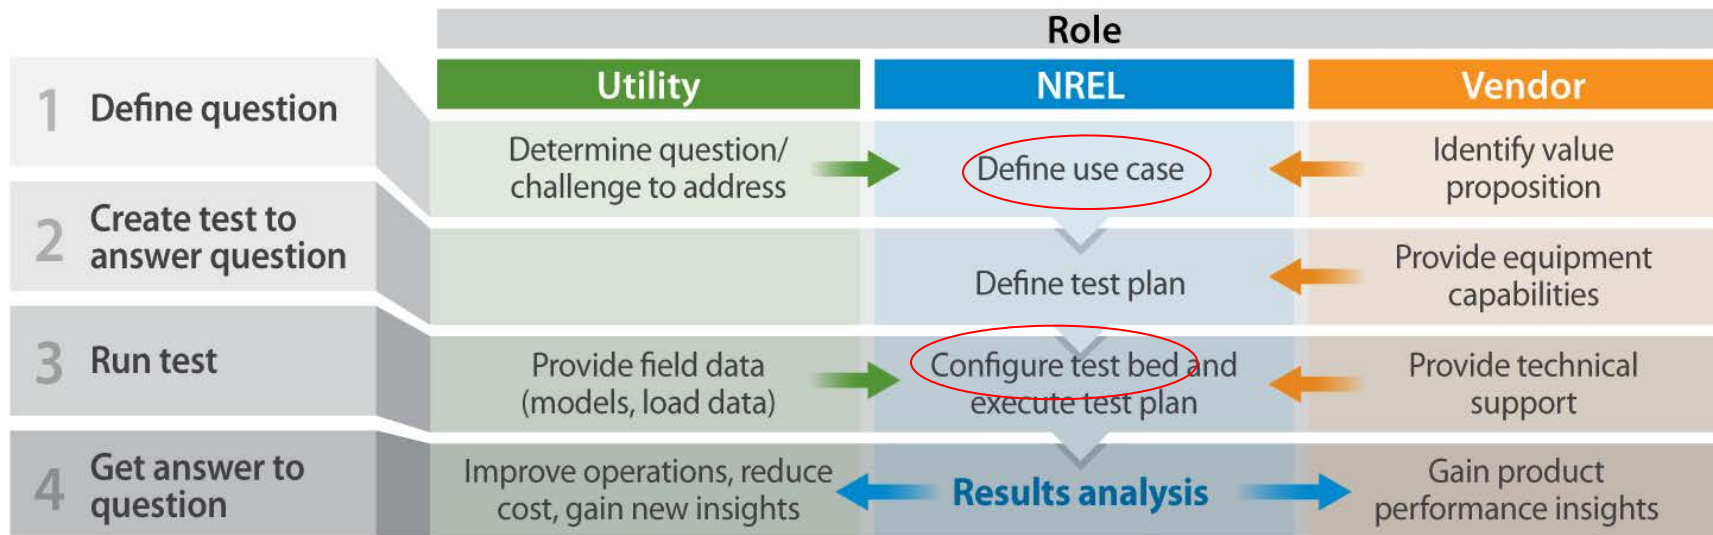 Role
Utility
NREL
Vendor
1
Define question
Determine question/
challenge to address
Define use case
Identify value
proposition
2
Create test to
answer question
Define test plan
Provide equipment
capabilities
3
Run test
Provide field data
(models, load data)
Configure test bed and
execute test plan
Provide technical
support
4
Get answer to
question
Improve operations, reduce
cost, gain new insights
Results analysis
Gain product
performance insights